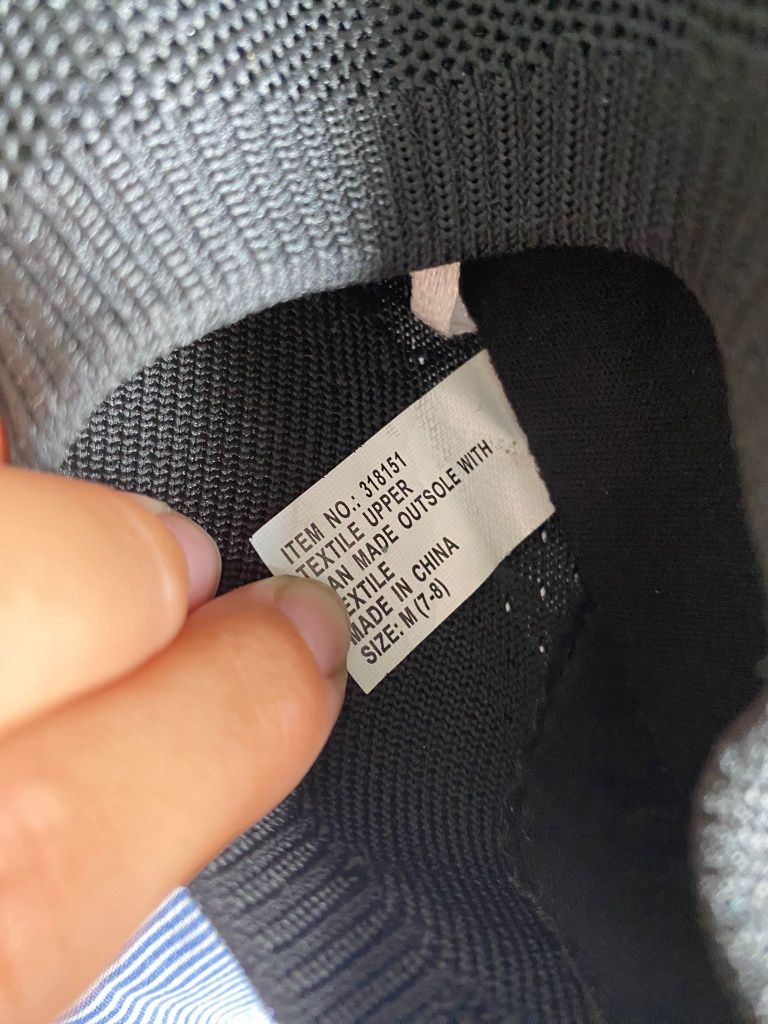 ITEM NO.: 318151
TEXTILE UPPER
AN MADE OUTSOLE WITH
EXTILE
MADE IN CHINA
SIZE: M (7-8)